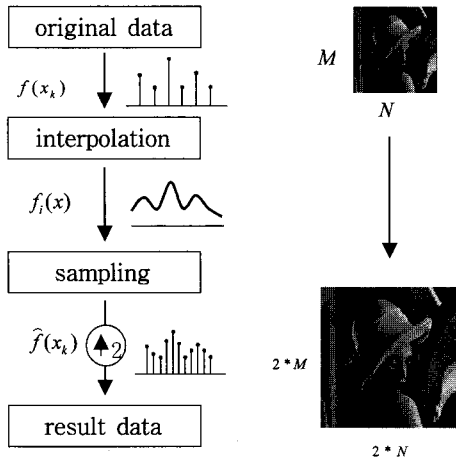 original data
f(x_k)
interpolation
f_i(x)
sampling
f̂(x_k)
2
result data
M
N
2 * M
2 * N